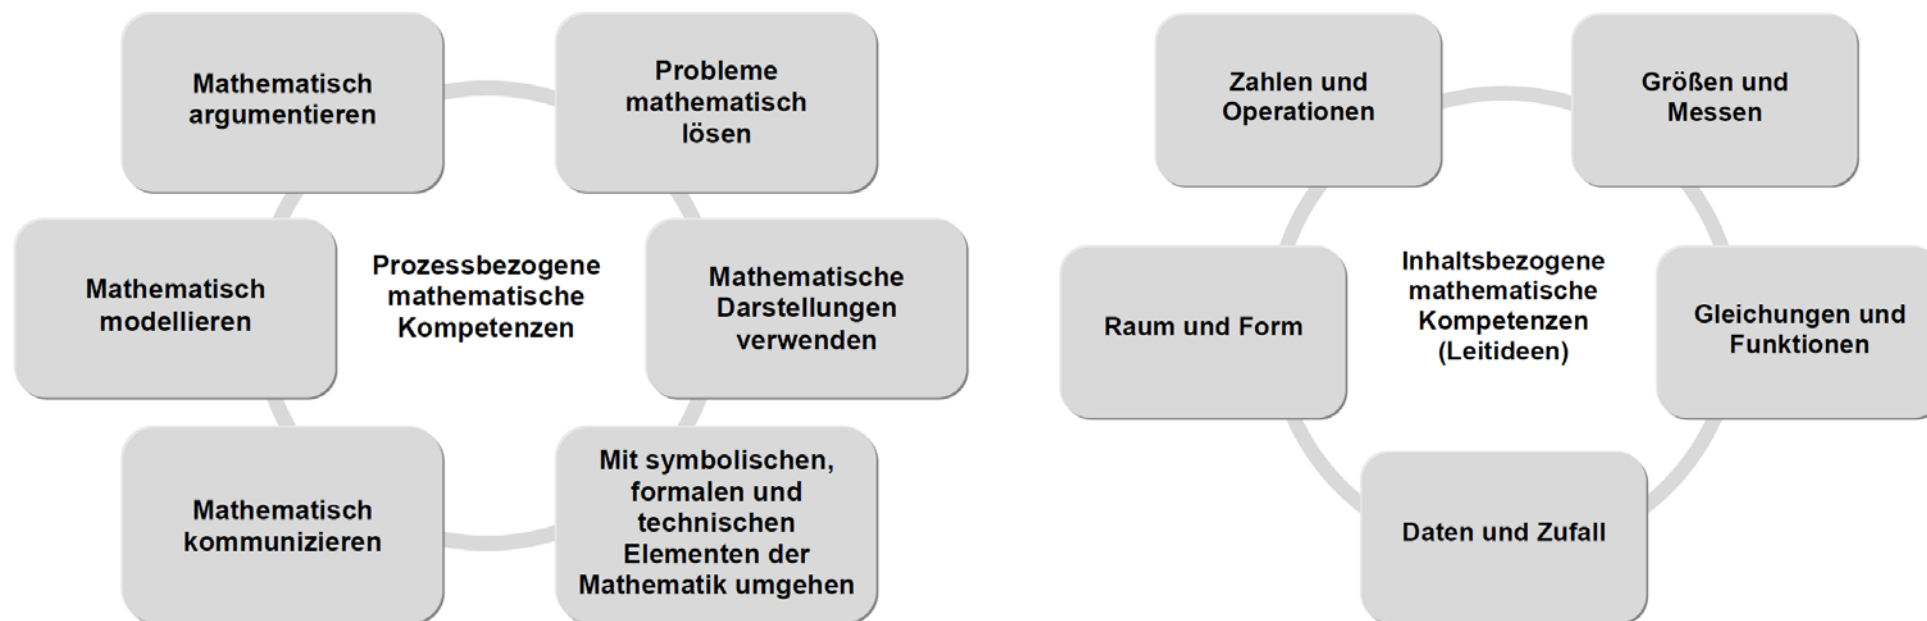 Mathematisch
argumentieren
Probleme
mathematisch
lösen
Mathematisch
modellieren
Prozessbezogene
mathematische
Kompetenzen
Mathematische
Darstellungen
verwenden
Mathematisch
kommunizieren
Mit symbolischen,
formalen und
technischen
Elementen der
Mathematik umgehen
Zahlen und
Operationen
Größen und
Messen
Raum und Form
Inhaltsbezogene
mathematische
Kompetenzen
(Leitideen)
Gleichungen und
Funktionen
Daten und Zufall